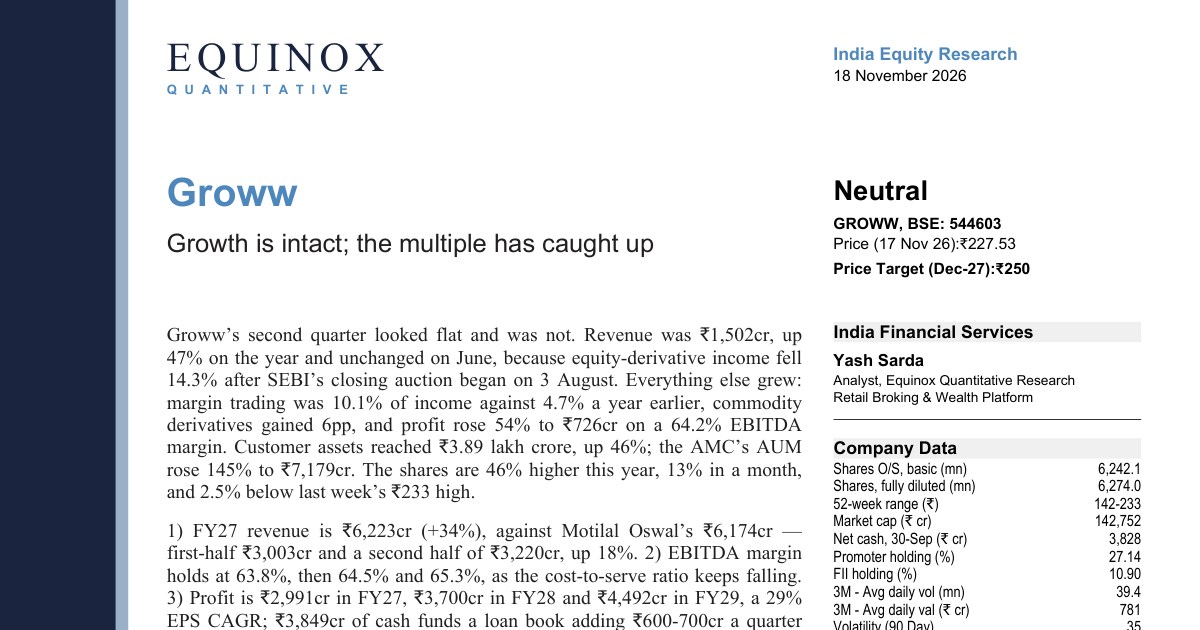 EQUINOX
QUANTITATIVE
India Equity Research
18 November 2026
Groww
Growth is intact; the multiple has caught up
Neutral
GROWW, BSE: 544603
Price (17 Nov 26):₹227.53
Price Target (Dec-27):₹250
Groww’s second quarter looked flat and was not. Revenue was ₹1,502cr, up
47% on the year and unchanged on June, because equity-derivative income fell
14.3% after SEBI’s closing auction began on 3 August. Everything else grew:
margin trading was 10.1% of income against 4.7% a year earlier, commodity
derivatives gained 6pp, and profit rose 54% to ₹726cr on a 64.2% EBITDA
margin. Customer assets reached ₹3.89 lakh crore, up 46%; the AMC’s AUM
rose 145% to ₹7,179cr. The shares are 46% higher this year, 13% in a month,
and 2.5% below last week’s ₹233 high.
1) FY27 revenue is ₹6,223cr (+34%), against Motilal Oswal’s ₹6,174cr —
first-half ₹3,003cr and a second half of ₹3,220cr, up 18%. 2) EBITDA margin
holds at 63.8%, then 64.5% and 65.3%, as the cost-to-serve ratio keeps falling.
3) Profit is ₹2,991cr in FY27, ₹3,700cr in FY28 and ₹4,492cr in FY29, a 29%
EPS CAGR; ₹3,849cr of cash funds a loan book adding ₹600-700cr a quarter
India Financial Services
Yash Sarda
Analyst, Equinox Quantitative Research
Retail Broking & Wealth Platform
Company Data
Shares O/S, basic (mn) 6,242.1
Shares, fully diluted (mn) 6,274.0
52-week range (₹) 142-233
Market cap (₹ cr) 142,752
Net cash, 30-Sep (₹ cr) 3,828
Promoter holding (%) 27.14
FII holding (%) 10.90
3M - Avg daily vol (mn) 39.4
3M - Avg daily val (₹ cr) 781
Volatility (90 Day) 35